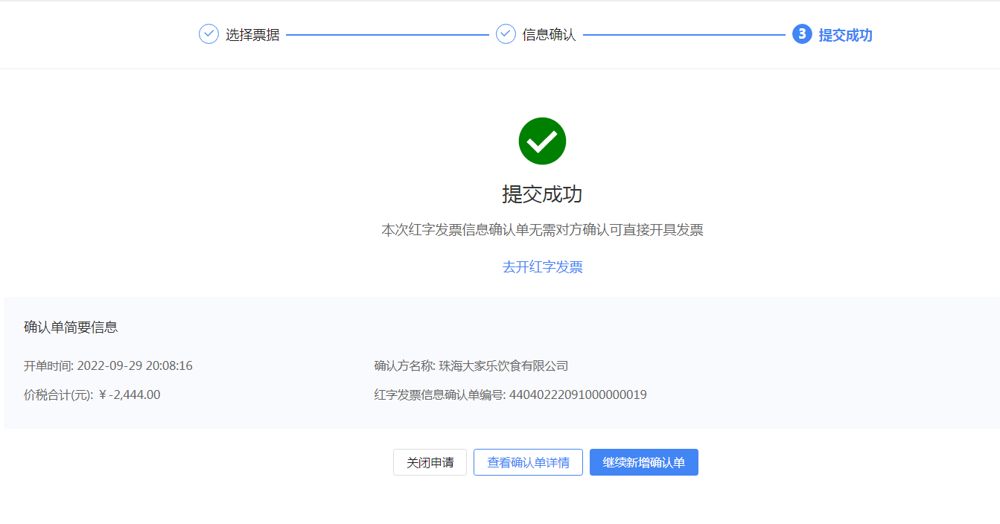 选择票据 信息确认 3 提交成功
提交成功
本次红字发票信息确认单无需对方确认可直接开具发票
去开红字发票
确认单简要信息
开单时间: 2022-09-29 20:08:16 确认方名称: 珠海大家乐饮食有限公司
价税合计(元): ￥-2,444.00 红字发票信息确认单编号: 44040222091000000019
关闭申请 查看确认单详情 继续新增确认单